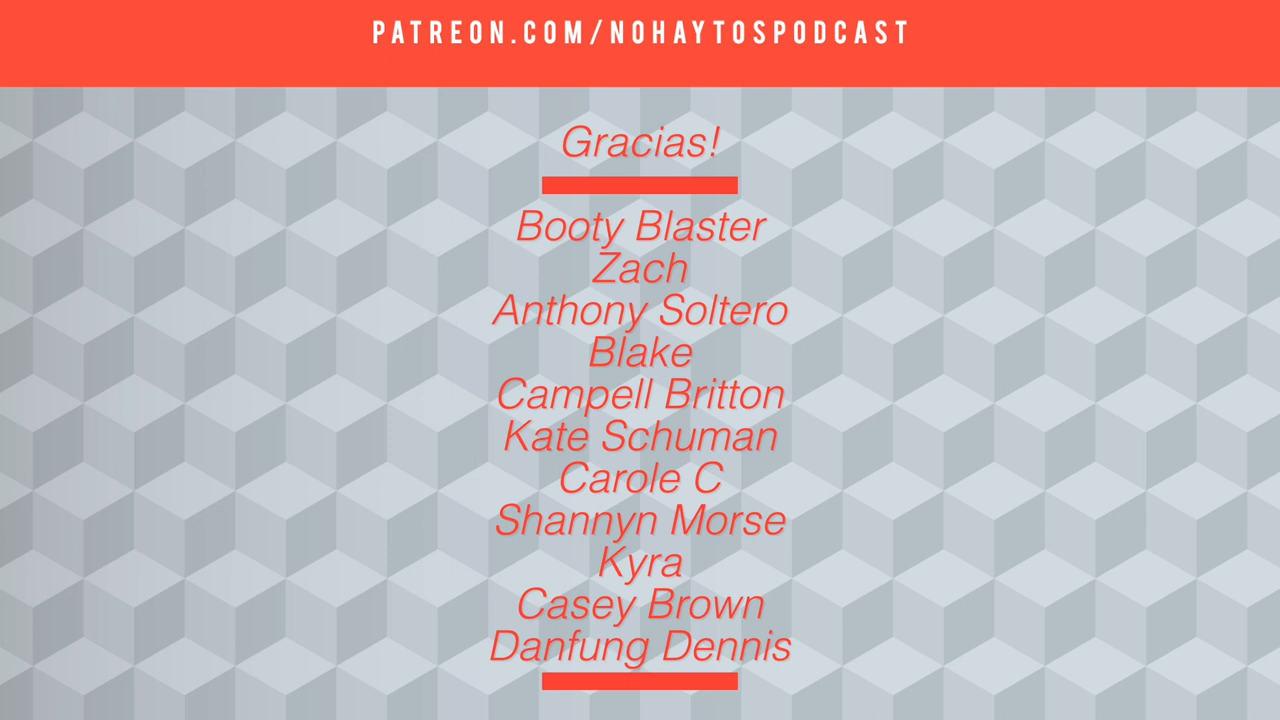 PATREON.COM/NOHAYTOSPODCAST
Gracias!
Booty Blaster
Zach
Anthony Soltero
Blake
Campell Britton
Kate Schuman
Carole C
Shannyn Morse
Kyra
Casey Brown
Danfung Dennis